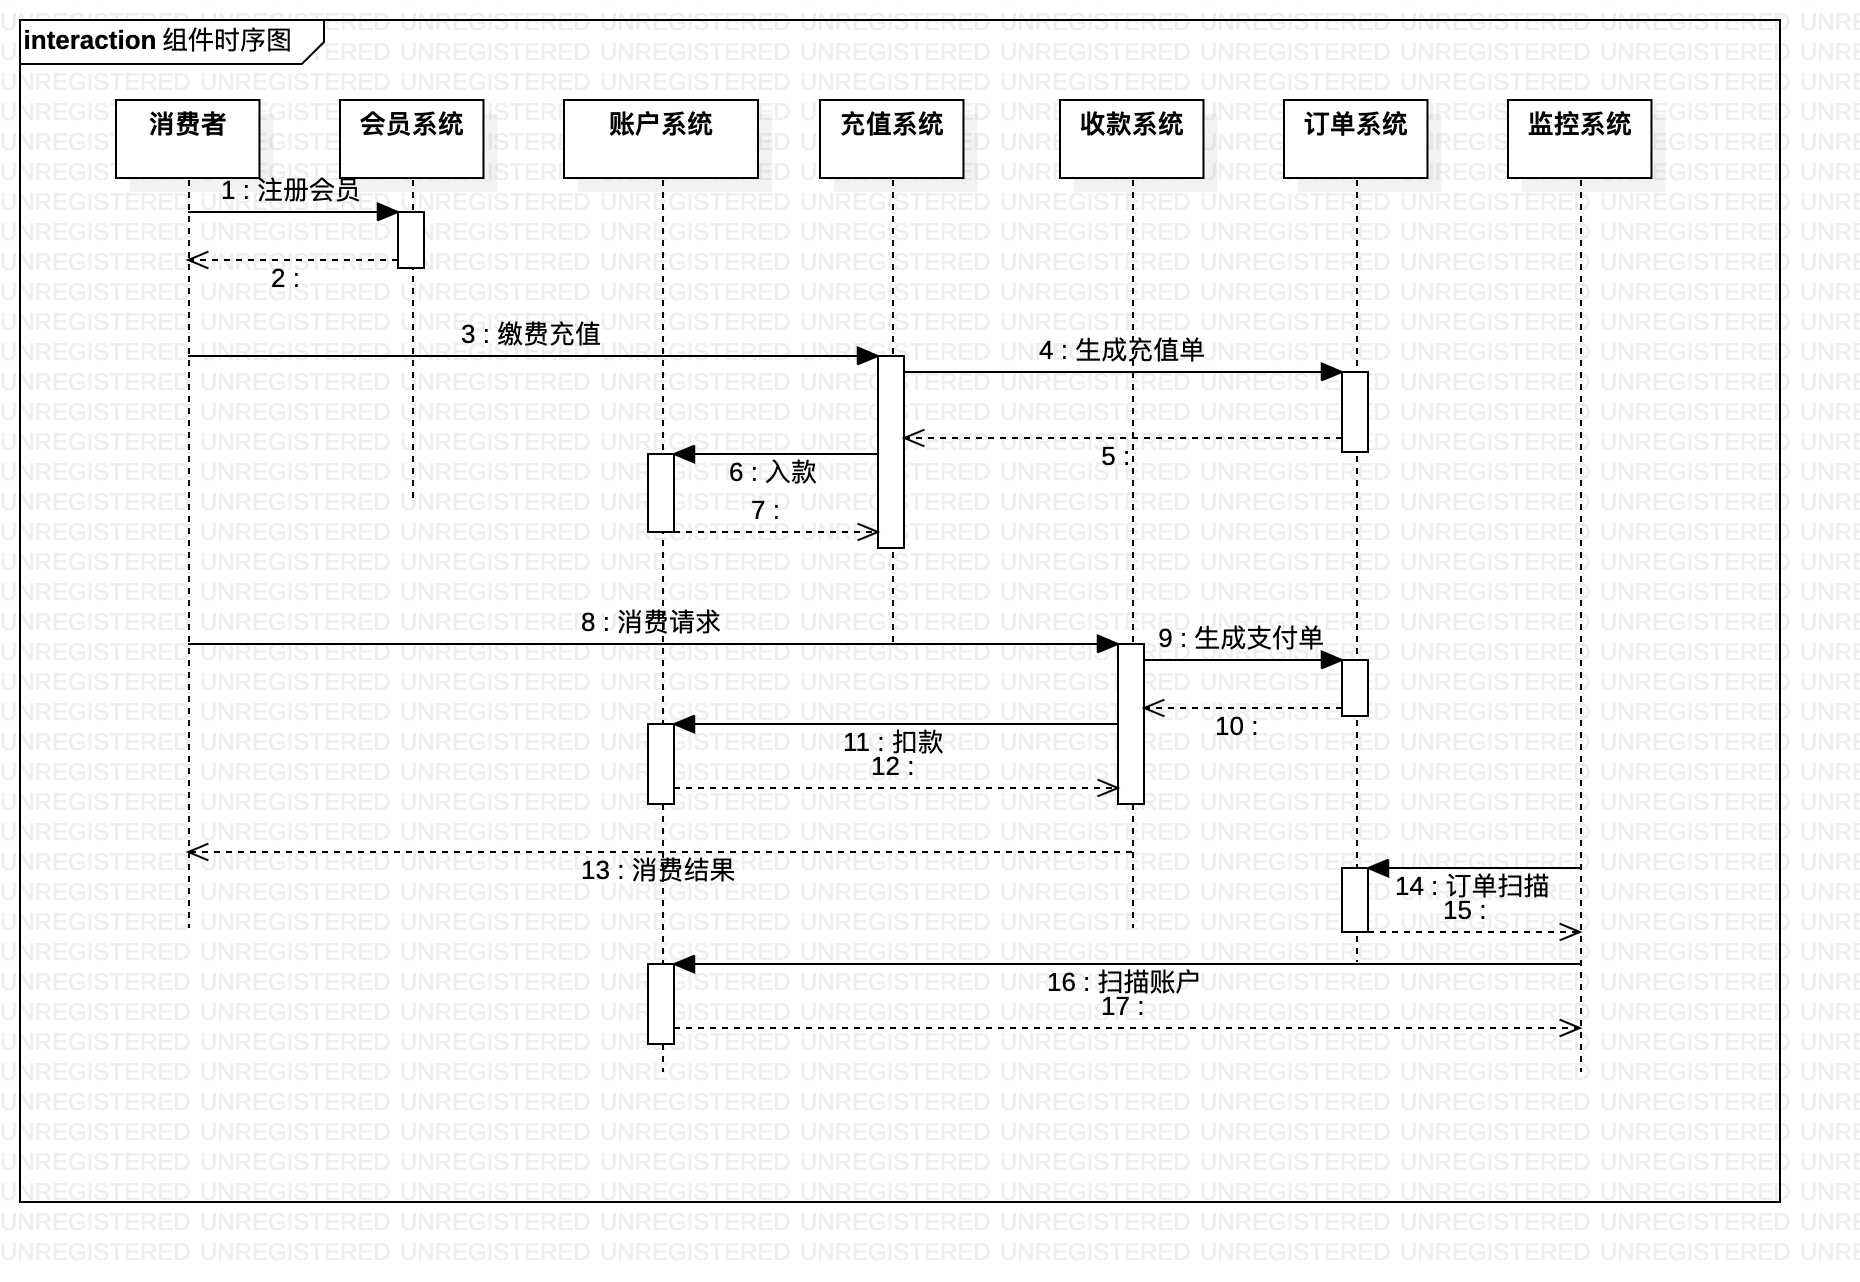 interaction 组件时序图
消费者
会员系统
账户系统
充值系统
收款系统
订单系统
监控系统
1 : 注册会员
2 :
3 : 缴费充值
4 : 生成充值单
5 :
6 : 入款
7 :
8 : 消费请求
9 : 生成支付单
10 :
11 : 扣款
12 :
13 : 消费结果
14 : 订单扫描
15 :
16 : 扫描账户
17 :
UNREGISTERED